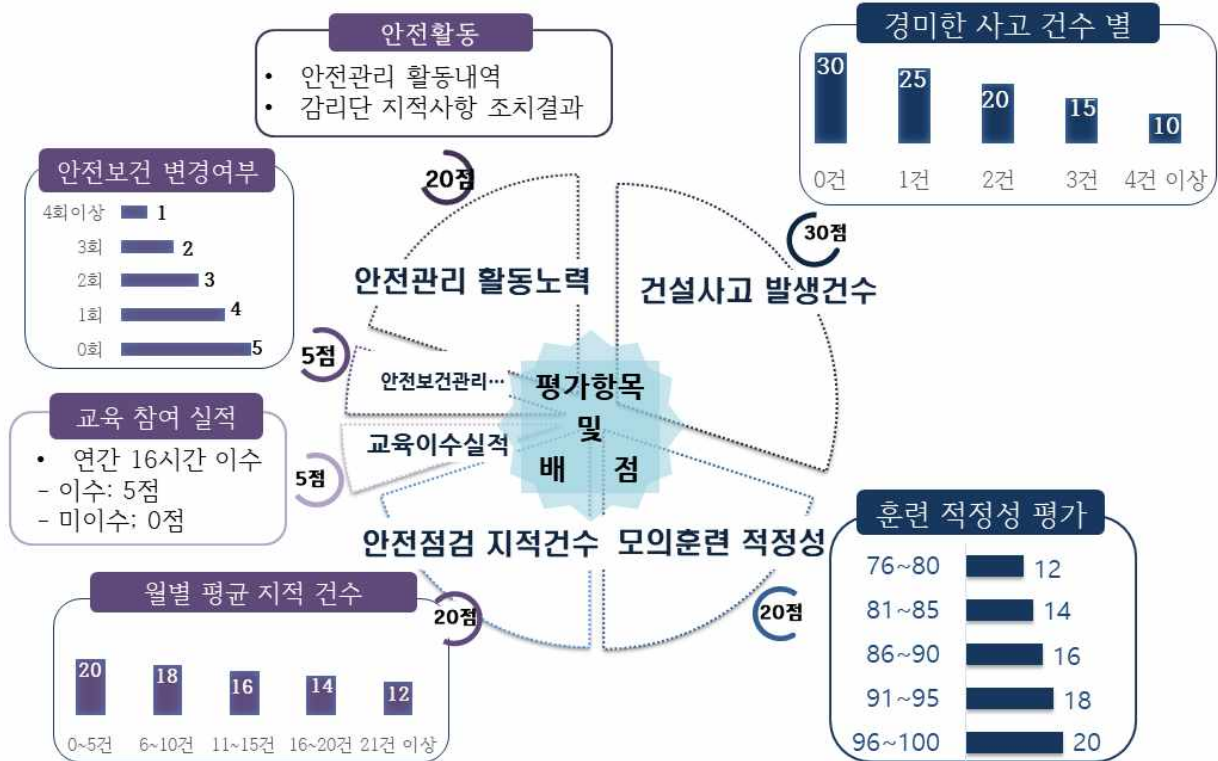 안전활동
• 안전관리 활동내역
• 감리단 지적사항 조치결과
경미한 사고 건수 별
30
25
20
15
10
0건
1건
2건
3건
4건 이상
안전보건 변경여부
4회이상 1
3회 2
2회 3
1회 4
0회 5
20점
안전관리 활동노력
30점
건설사고 발생건수
5점
안전보건관리…
평가항목
및
배 점
교육 참여 실적
• 연간 16시간 이수
- 이수: 5점
- 미이수: 0점
5점
교육이수실적
안전점검 지적건수
20점
모의훈련 적정성
20점
월별 평균 지적 건수
20
18
16
14
12
0~5건
6~10건
11~15건
16~20건
21건 이상
훈련 적정성 평가
76~80 12
81~85 14
86~90 16
91~95 18
96~100 20